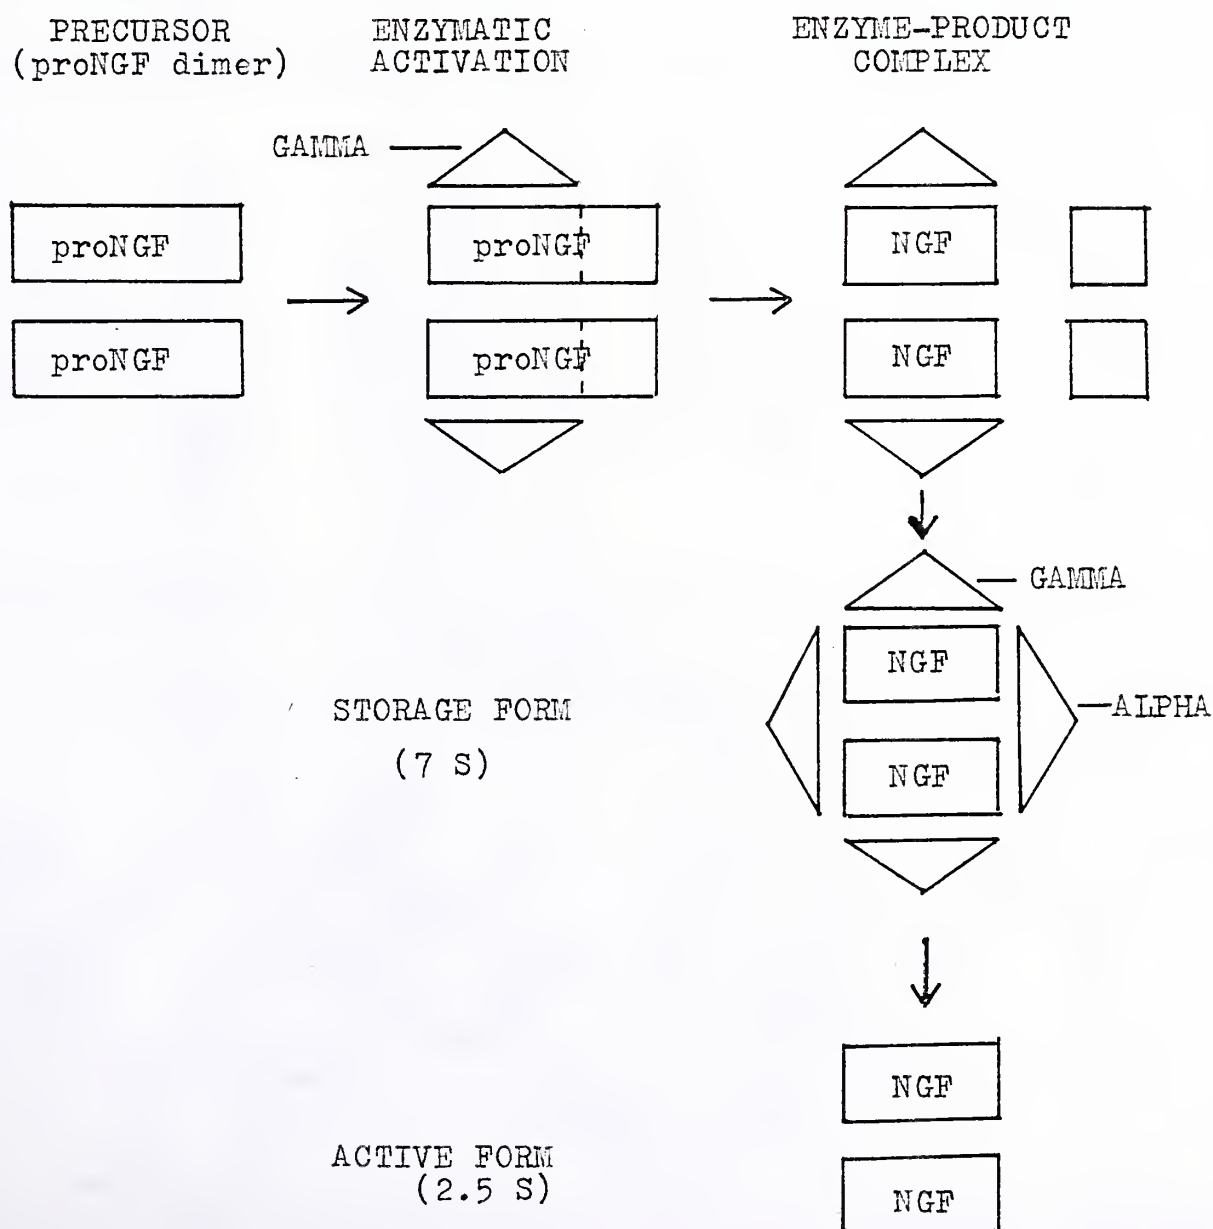 PRECURSOR
(proNGF dimer)
ENZYMATIC
ACTIVATION
ENZYME-PRODUCT
COMPLEX
GAMMA
proNGF
proNGF
NGF
proNGF
proNGF
NGF
GAMMA
NGF
ALPHA
STORAGE FORM
(7 S)
NGF
NGF
ACTIVE FORM
(2.5 S)
NGF